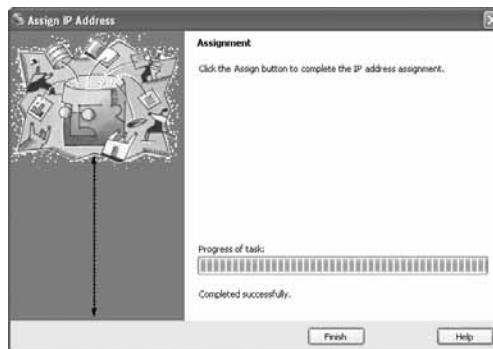 Assign IP Address
Assignment
Click the Assign button to complete the IP address assignment.
Progress of task:
Completed successfully.
Finish
Help